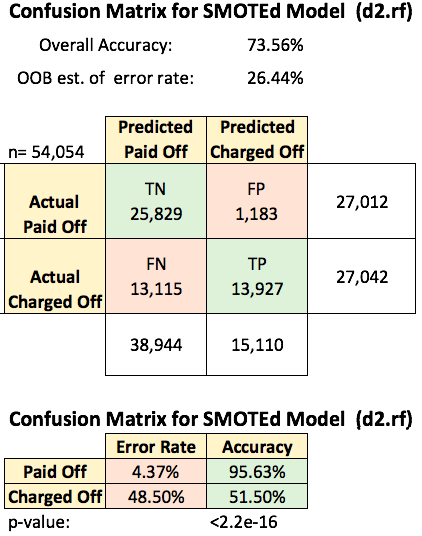 Confusion Matrix for SMOTEd Model (d2.rf)
Overall Accuracy: 73.56%
OOB est. of error rate: 26.44%
Predicted Predicted
n= 54,054 Paid Off Charged Off
Actual Paid Off TN 25,829 FP 1,183 27,012
Actual Charged Off FN 13,115 TP 13,927 27,042
38,944 15,110
Confusion Matrix for SMOTEd Model (d2.rf)
Error Rate Accuracy
Paid Off 4.37% 95.63%
Charged Off 48.50% 51.50%
p-value: <2.2e-16